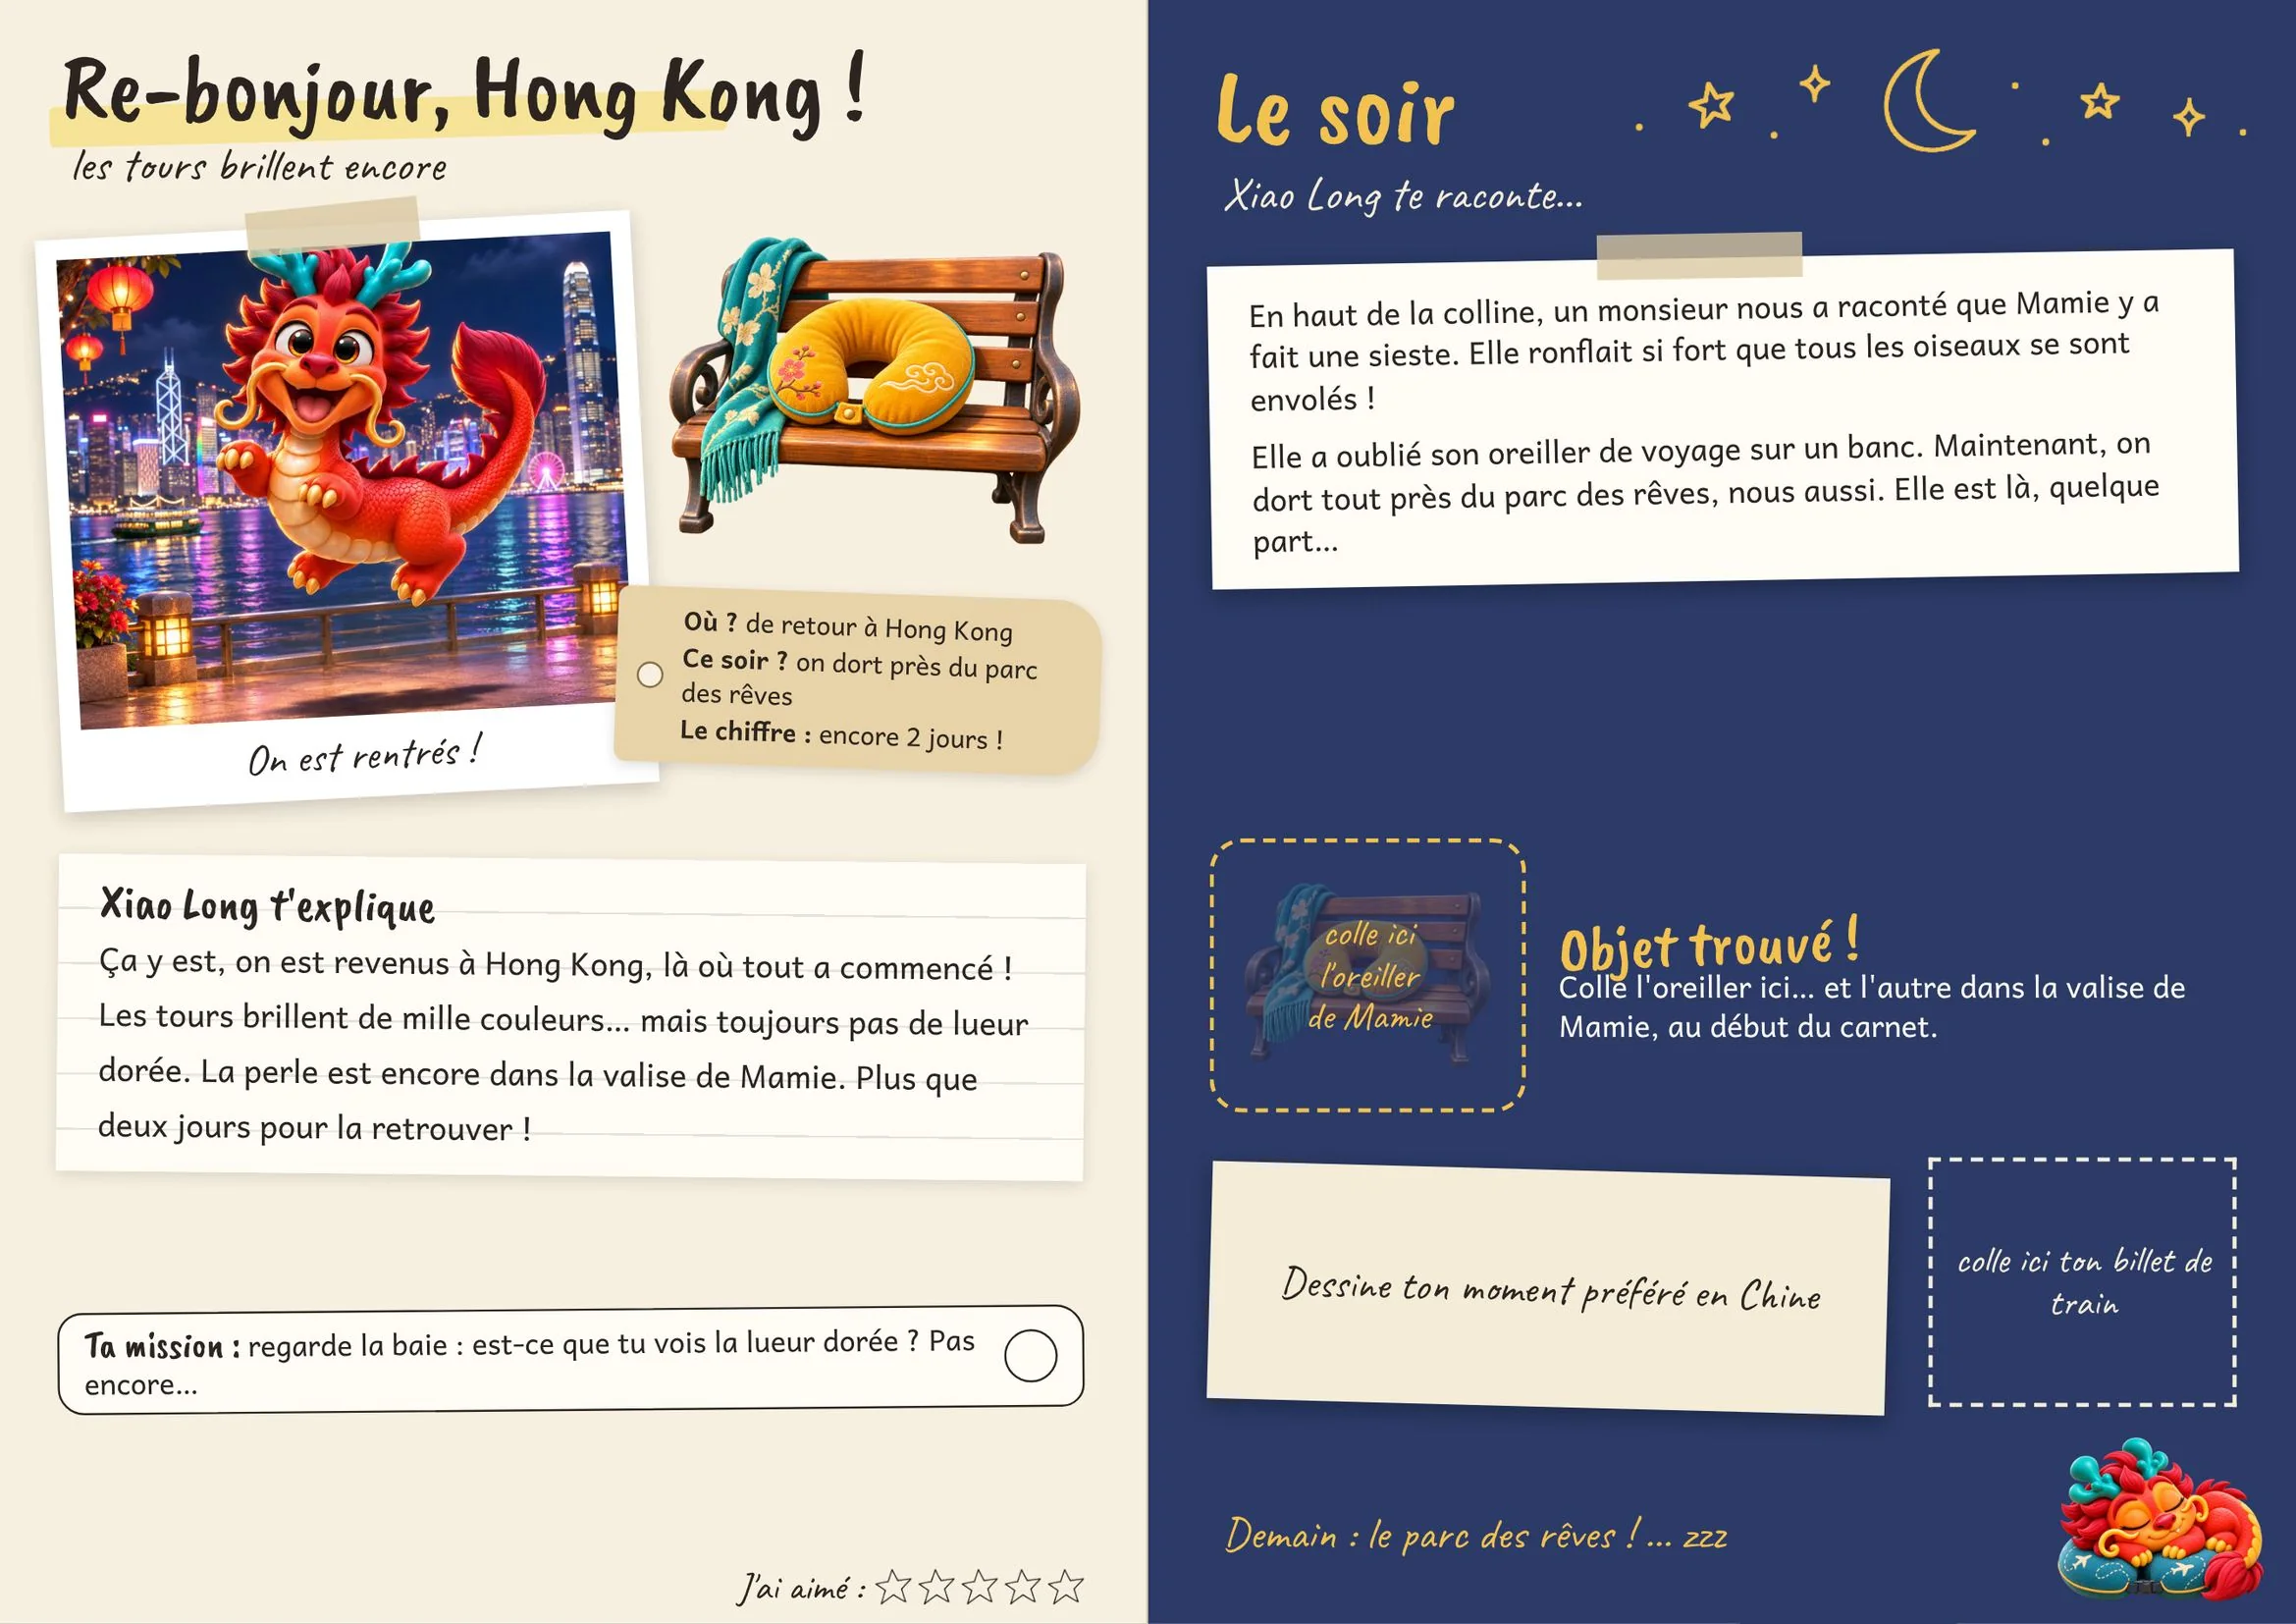 Re-bonjour, Hong Kong !
les tours brillent encore
On est rentrés !
Où ? de retour à Hong Kong
Ce soir ? on dort près du parc
des rêves
Le chiffre : encore 2 jours !
Xiao Long t'explique
Ça y est, on est revenus à Hong Kong, là où tout a commencé !
Les tours brillent de mille couleurs... mais toujours pas de lueur
dorée. La perle est encore dans la valise de Mamie. Plus que
deux jours pour la retrouver !
Ta mission : regarde la baie : est-ce que tu vois la lueur dorée ? Pas
encore...
J'ai aimé :
Le soir
Xiao Long te raconte...
En haut de la colline, un monsieur nous a raconté que Mamie y a
fait une sieste. Elle ronflait si fort que tous les oiseaux se sont
envolés !
Elle a oublié son oreiller de voyage sur un banc. Maintenant, on
dort tout près du parc des rêves, nous aussi. Elle est là, quelque
part...
colle ici
l'oreiller
de Mamie
Objet trouvé !
Colle l'oreiller ici... et l'autre dans la valise de
Mamie, au début du carnet.
Dessine ton moment préféré en Chine
colle ici ton billet de
train
Demain : le parc des rêves ! ... zzz